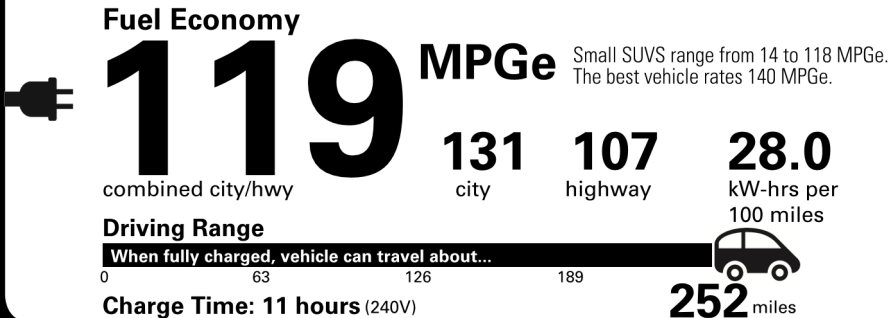 Fuel Economy
119 MPGe
Small SUVS range from 14 to 118 MPGe.
The best vehicle rates 140 MPGe.
combined city/hwy
131
city
107
highway
28.0
kW-hrs per
100 miles
Driving Range
When fully charged, vehicle can travel about...
0 63 126 189
252 miles
Charge Time: 11 hours (240V)